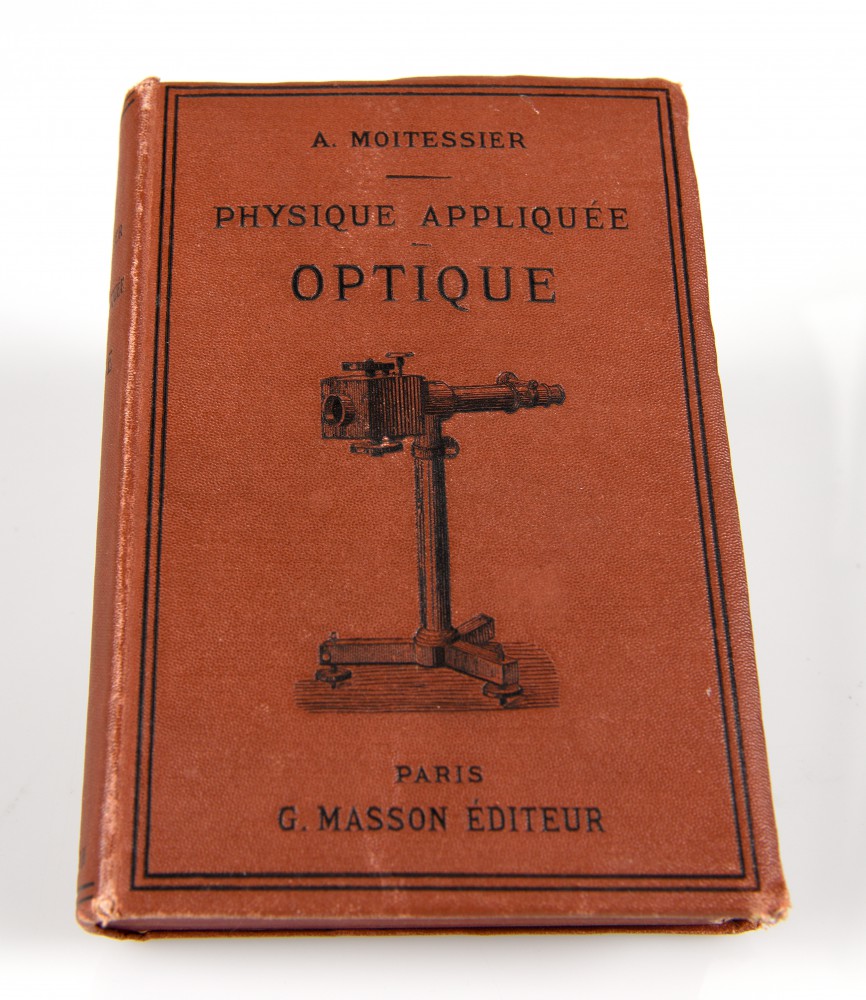 A. MOITESSIER
PHYSIQUE APPLIQUÉE
OPTIQUE
PARIS
G. MASSON ÉDITEUR